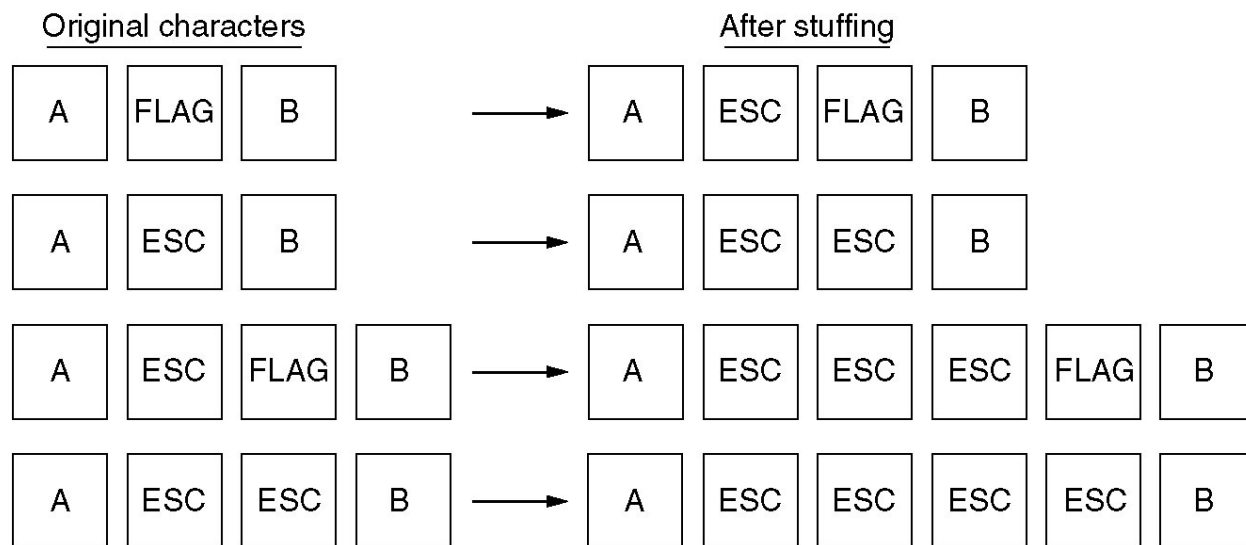 Original characters After stuffing
A FLAG B A ESC FLAG B
A ESC B A ESC ESC B
A ESC FLAG B A ESC ESC ESC FLAG B
A ESC ESC B A ESC ESC ESC ESC B